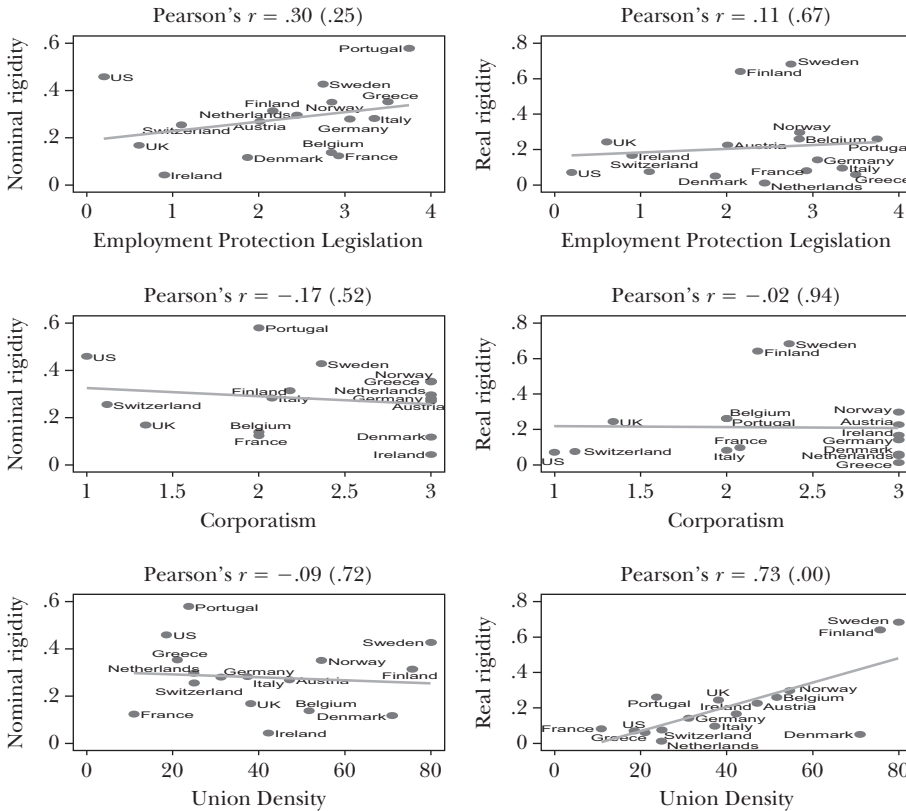 Pearson's r = .30 (.25)
Nominal rigidity
.6
.4
.2
0
Portugal
US
Sweden
Finland
Norway
Greece
Netherlands
Switzerland
Austria
Germany
Italy
UK
Belgium
Denmark
France
Ireland
0 1 2 3 4
Employment Protection Legislation
Pearson's r = .11 (.67)
Real rigidity
.8
.6
.4
.2
0
Sweden
Finland
Norway
UK
Austria
Belgium
Portugal
Ireland
Switzerland
Germany
US
France
Italy
Denmark
Greece
Netherlands
0 1 2 3 4
Employment Protection Legislation
Pearson's r = −.17 (.52)
Nominal rigidity
.6
.4
.2
0
Portugal
US
Sweden
Norway
Greece
Finland
Netherlands
Italy
Germany
Switzerland
Austria
UK
Belgium
France
Denmark
Ireland
1 1.5 2 2.5 3
Corporatism
Pearson's r = −.02 (.94)
Real rigidity
.8
.6
.4
.2
0
Sweden
Finland
Belgium
Norway
UK
Portugal
Austria
Ireland
France
Germany
Switzerland
Denmark
US
Italy
Netherlands
Greece
1 1.5 2 2.5 3
Corporatism
Pearson's r = −.09 (.72)
Nominal rigidity
.6
.4
.2
0
Portugal
US
Sweden
Greece
Norway
Netherlands
Germany
Finland
Italy
Austria
Switzerland
UK
Belgium
France
Denmark
Ireland
0 20 40 60 80
Union Density
Pearson's r = .73 (.00)
Real rigidity
.8
.6
.4
.2
0
Sweden
Finland
UK
Norway
Portugal
Belgium
Ireland
Austria
Germany
US
France
Italy
Greece
Switzerland
Denmark
Netherlands
0 20 40 60 80
Union Density